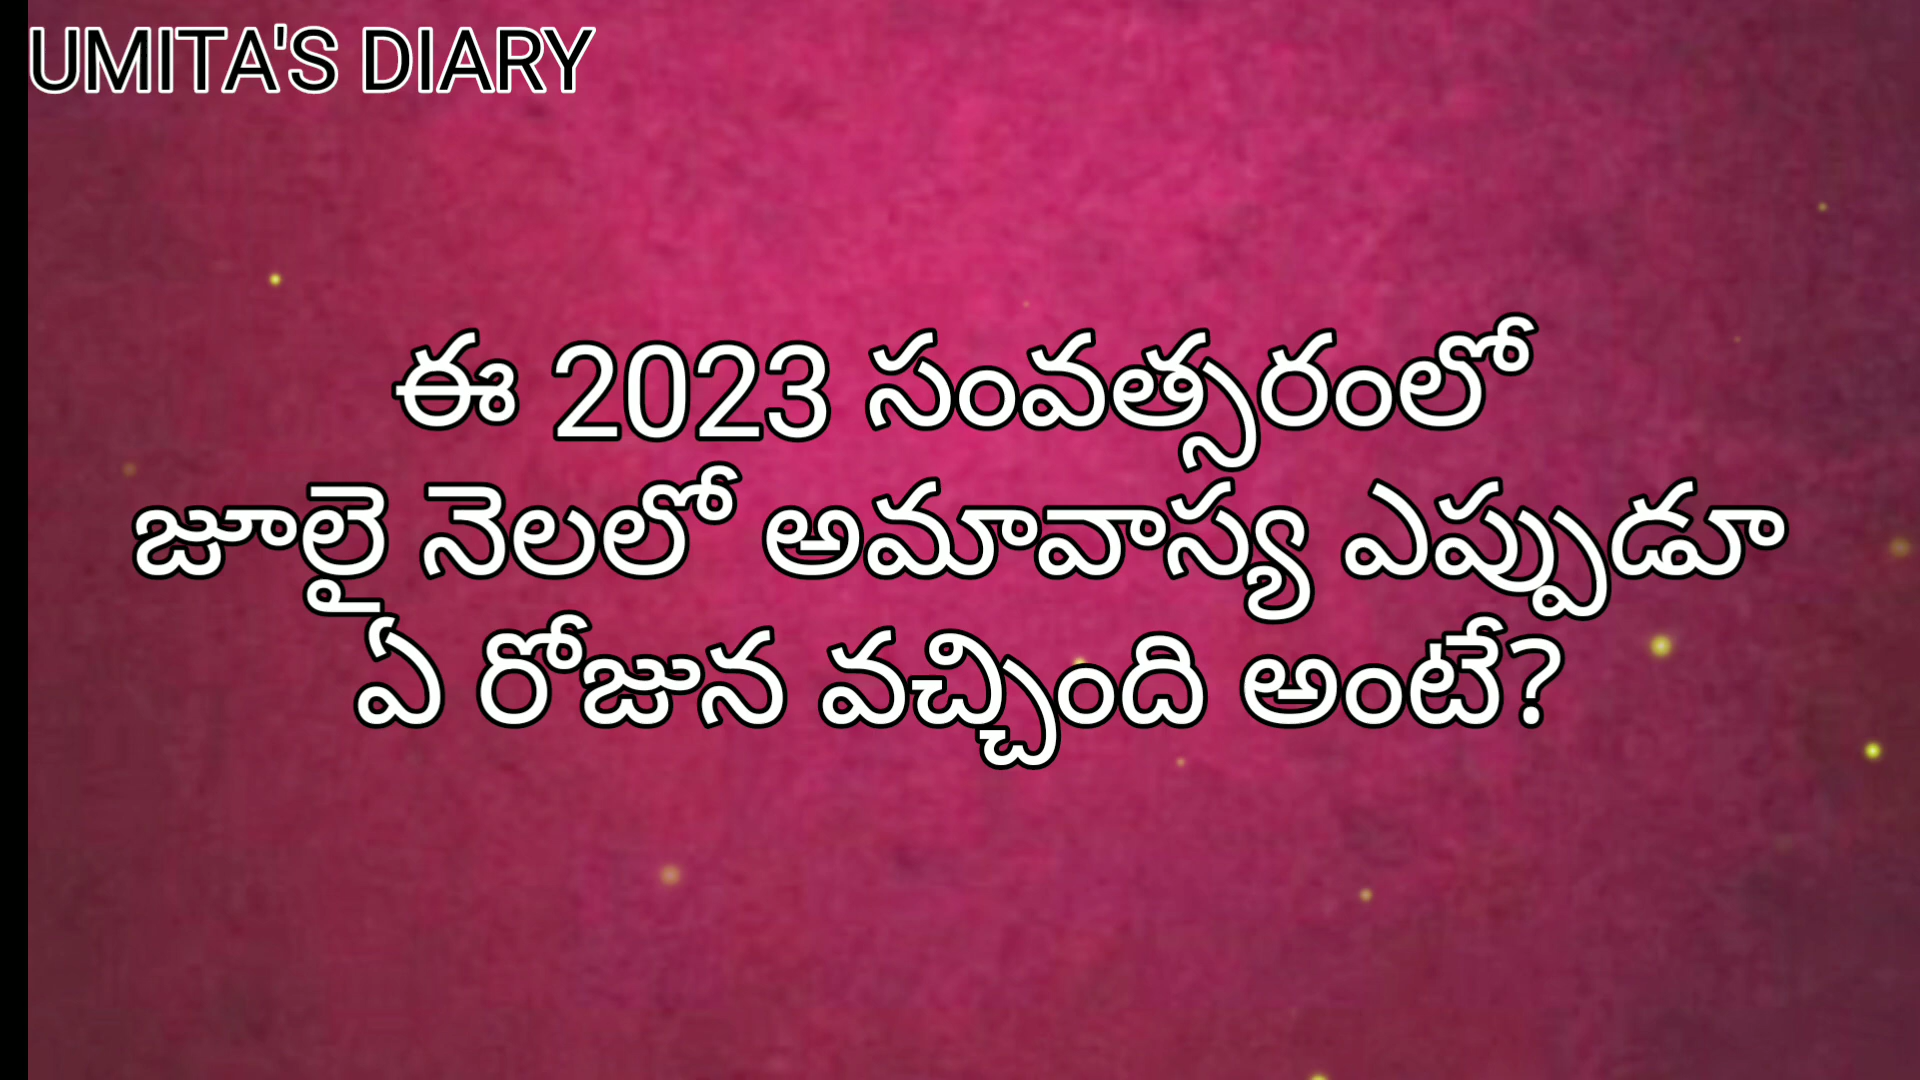 UMITA'S DIARY
ఈ 2023 సంవత్సరంలో
జూలై నెలలో అమావాస్య ఎప్పుడూ
ఏ రోజున వచ్చింది అంటే?